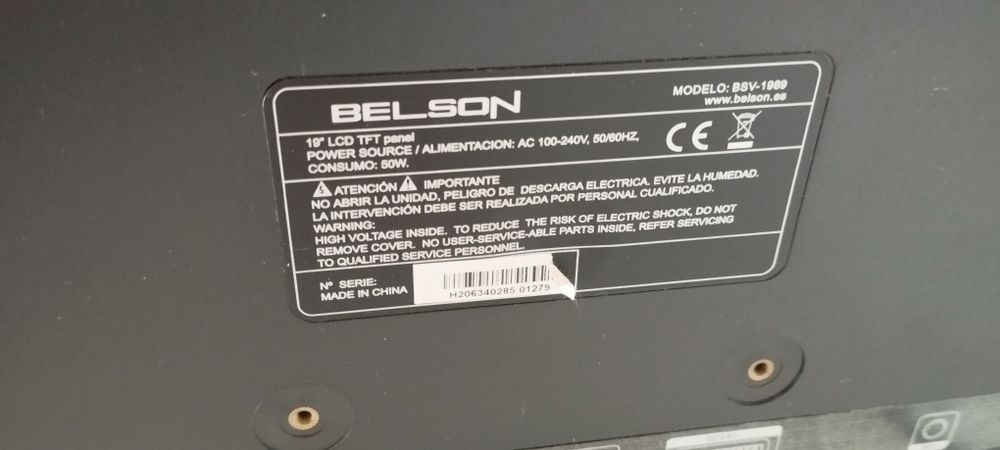 BELSON
MODELO: BSV-1969
www.belson.es
19" LCD TFT panel
POWER SOURCE / ALIMENTACION: AC 100-240V, 50/60HZ,
CONSUMO: 50W.
CE
ATENCIÓN IMPORTANTE
NO ABRIR LA UNIDAD, PELIGRO DE DESCARGA ELECTRICA. EVITE LA HUMEDAD.
LA INTERVENCIÓN DEBE SER REALIZADA POR PERSONAL CUALIFICADO.
WARNING:
HIGH VOLTAGE INSIDE. TO REDUCE THE RISK OF ELECTRIC SHOCK, DO NOT
REMOVE COVER. NO USER-SERVICE-ABLE PARTS INSIDE, REFER SERVICING
TO QUALIFIED SERVICE PERSONNEL.
Nº SERIE:
MADE IN CHINA
H206340285 01279